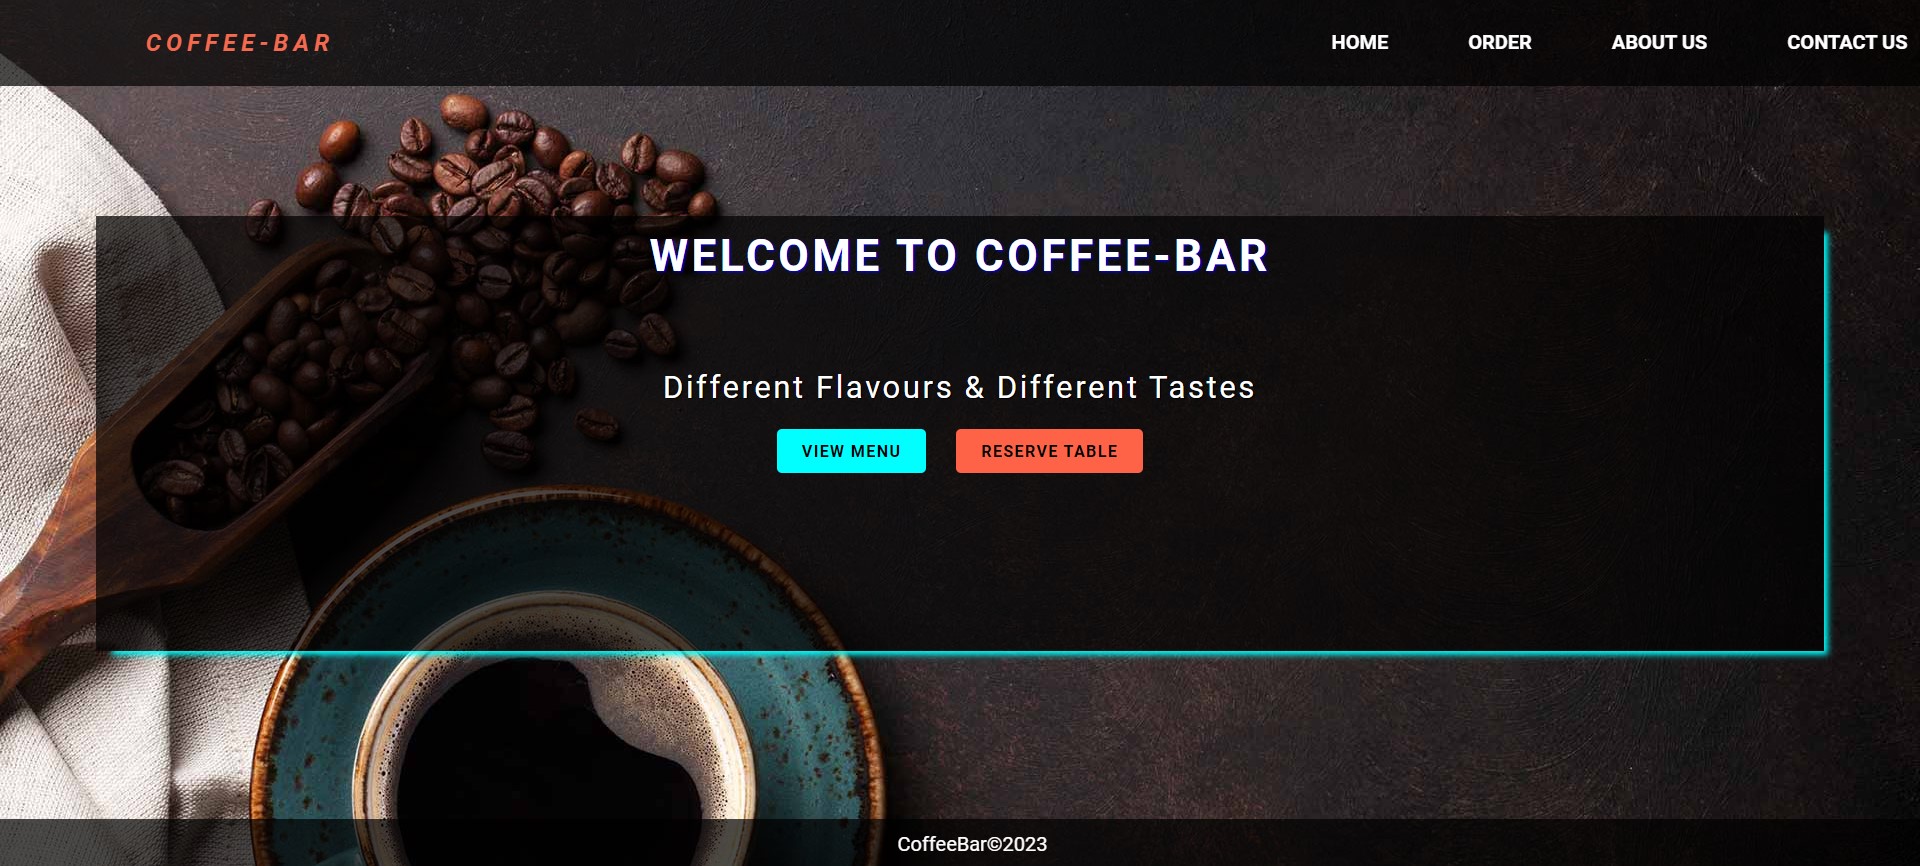 COFFEE-BAR
HOME ORDER ABOUT US CONTACT US
WELCOME TO COFFEE-BAR
Different Flavours & Different Tastes
VIEW MENU RESERVE TABLE
CoffeeBar©2023